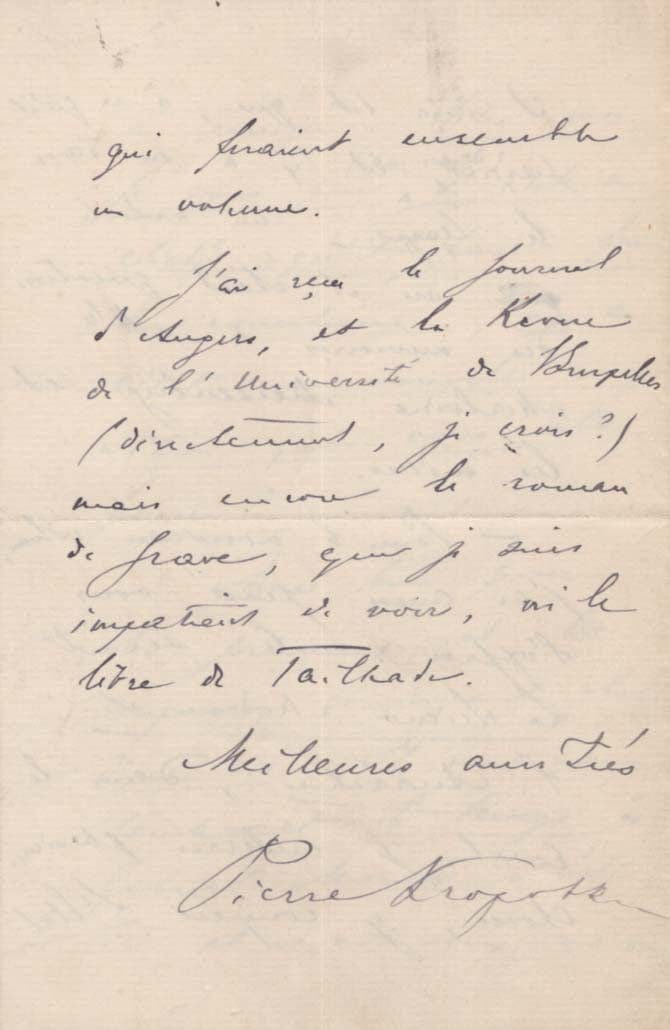 qui feraient ensemble
un volume.
J'ai reçu le journal
d'Angers, et la Revue
de l'Université de Bruxelles
(directement, je crois?)
mais encore le roman
de Grave, que je suis
impatient de voir, ni le
livre de Tailhade.
Meilleures amitiés
Pierre Kropotkine